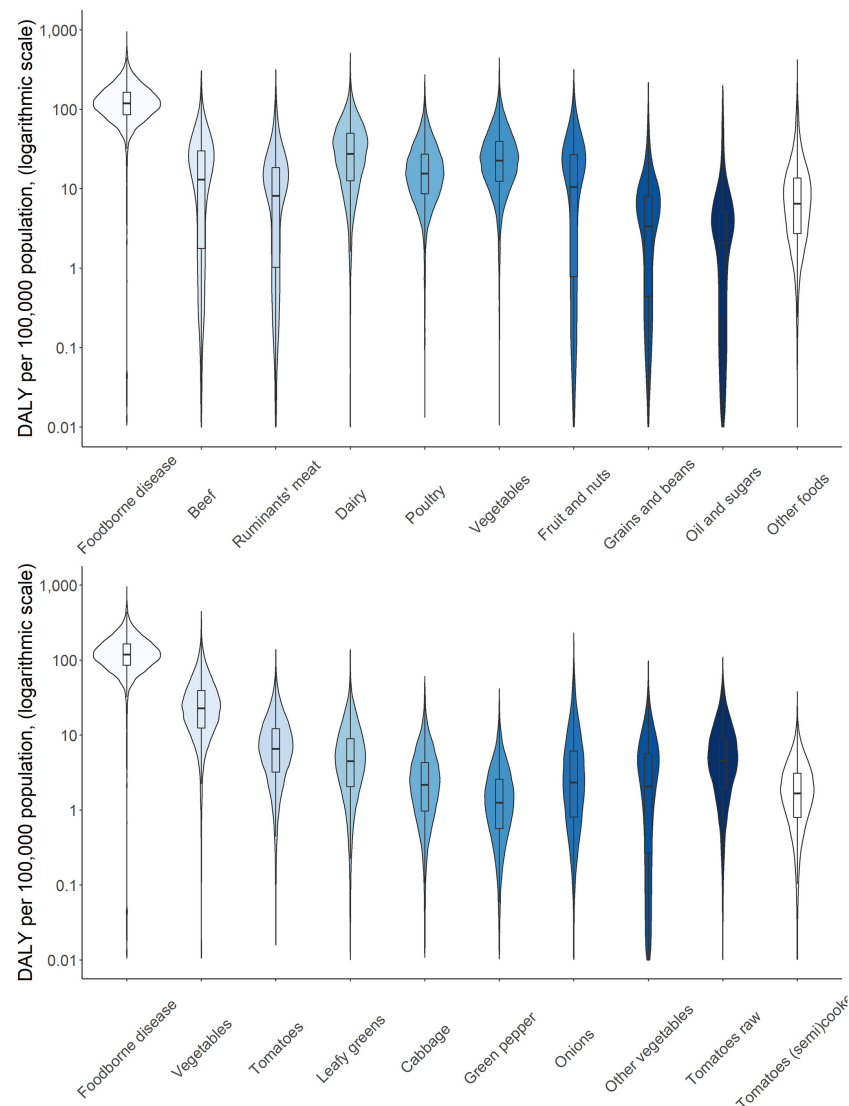 DALY per 100,000 population, (logarithmic scale)
1,000
100
10
1
0.1
0.01
Foodborne disease
Beef
Ruminants' meat
Dairy
Poultry
Vegetables
Fruit and nuts
Grains and beans
Oil and sugars
Other foods
DALY per 100,000 population, (logarithmic scale)
1,000
100
10
1
0.1
0.01
Foodborne disease
Vegetables
Tomatoes
Leafy greens
Cabbage
Green pepper
Onions
Other vegetables
Tomatoes raw
Tomatoes (semi)cooke